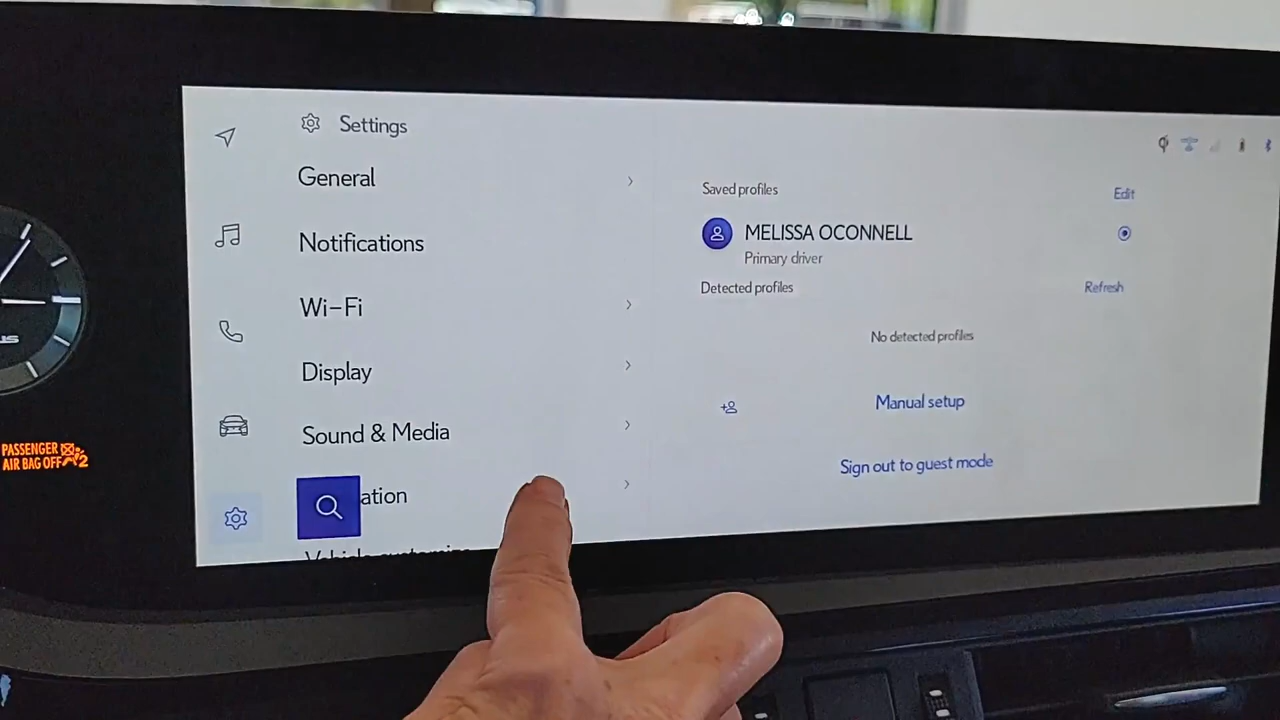 Settings
General
Notifications
Wi-Fi
Display
Sound & Media
ation
Saved profiles
Edit
MELISSA OCONNELL
Primary driver
Detected profiles
Refresh
No detected profiles
Manual setup
Sign out to guest mode
PASSENGER
AIR BAG OFF 2